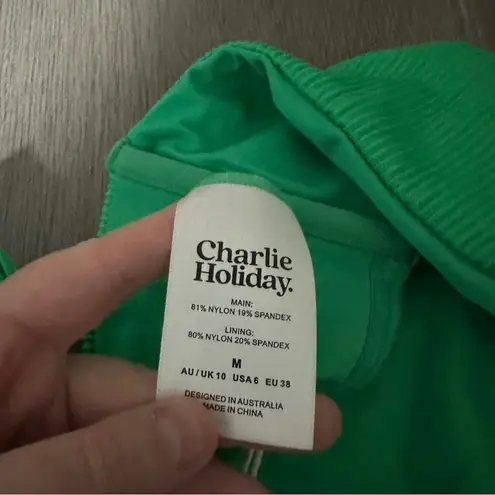 Charlie
Holiday.
MAIN:
81% NYLON 19% SPANDEX
LINING:
80% NYLON 20% SPANDEX
M
AU / UK 10 USA 6 EU 38
DESIGNED IN AUSTRALIA
MADE IN CHINA